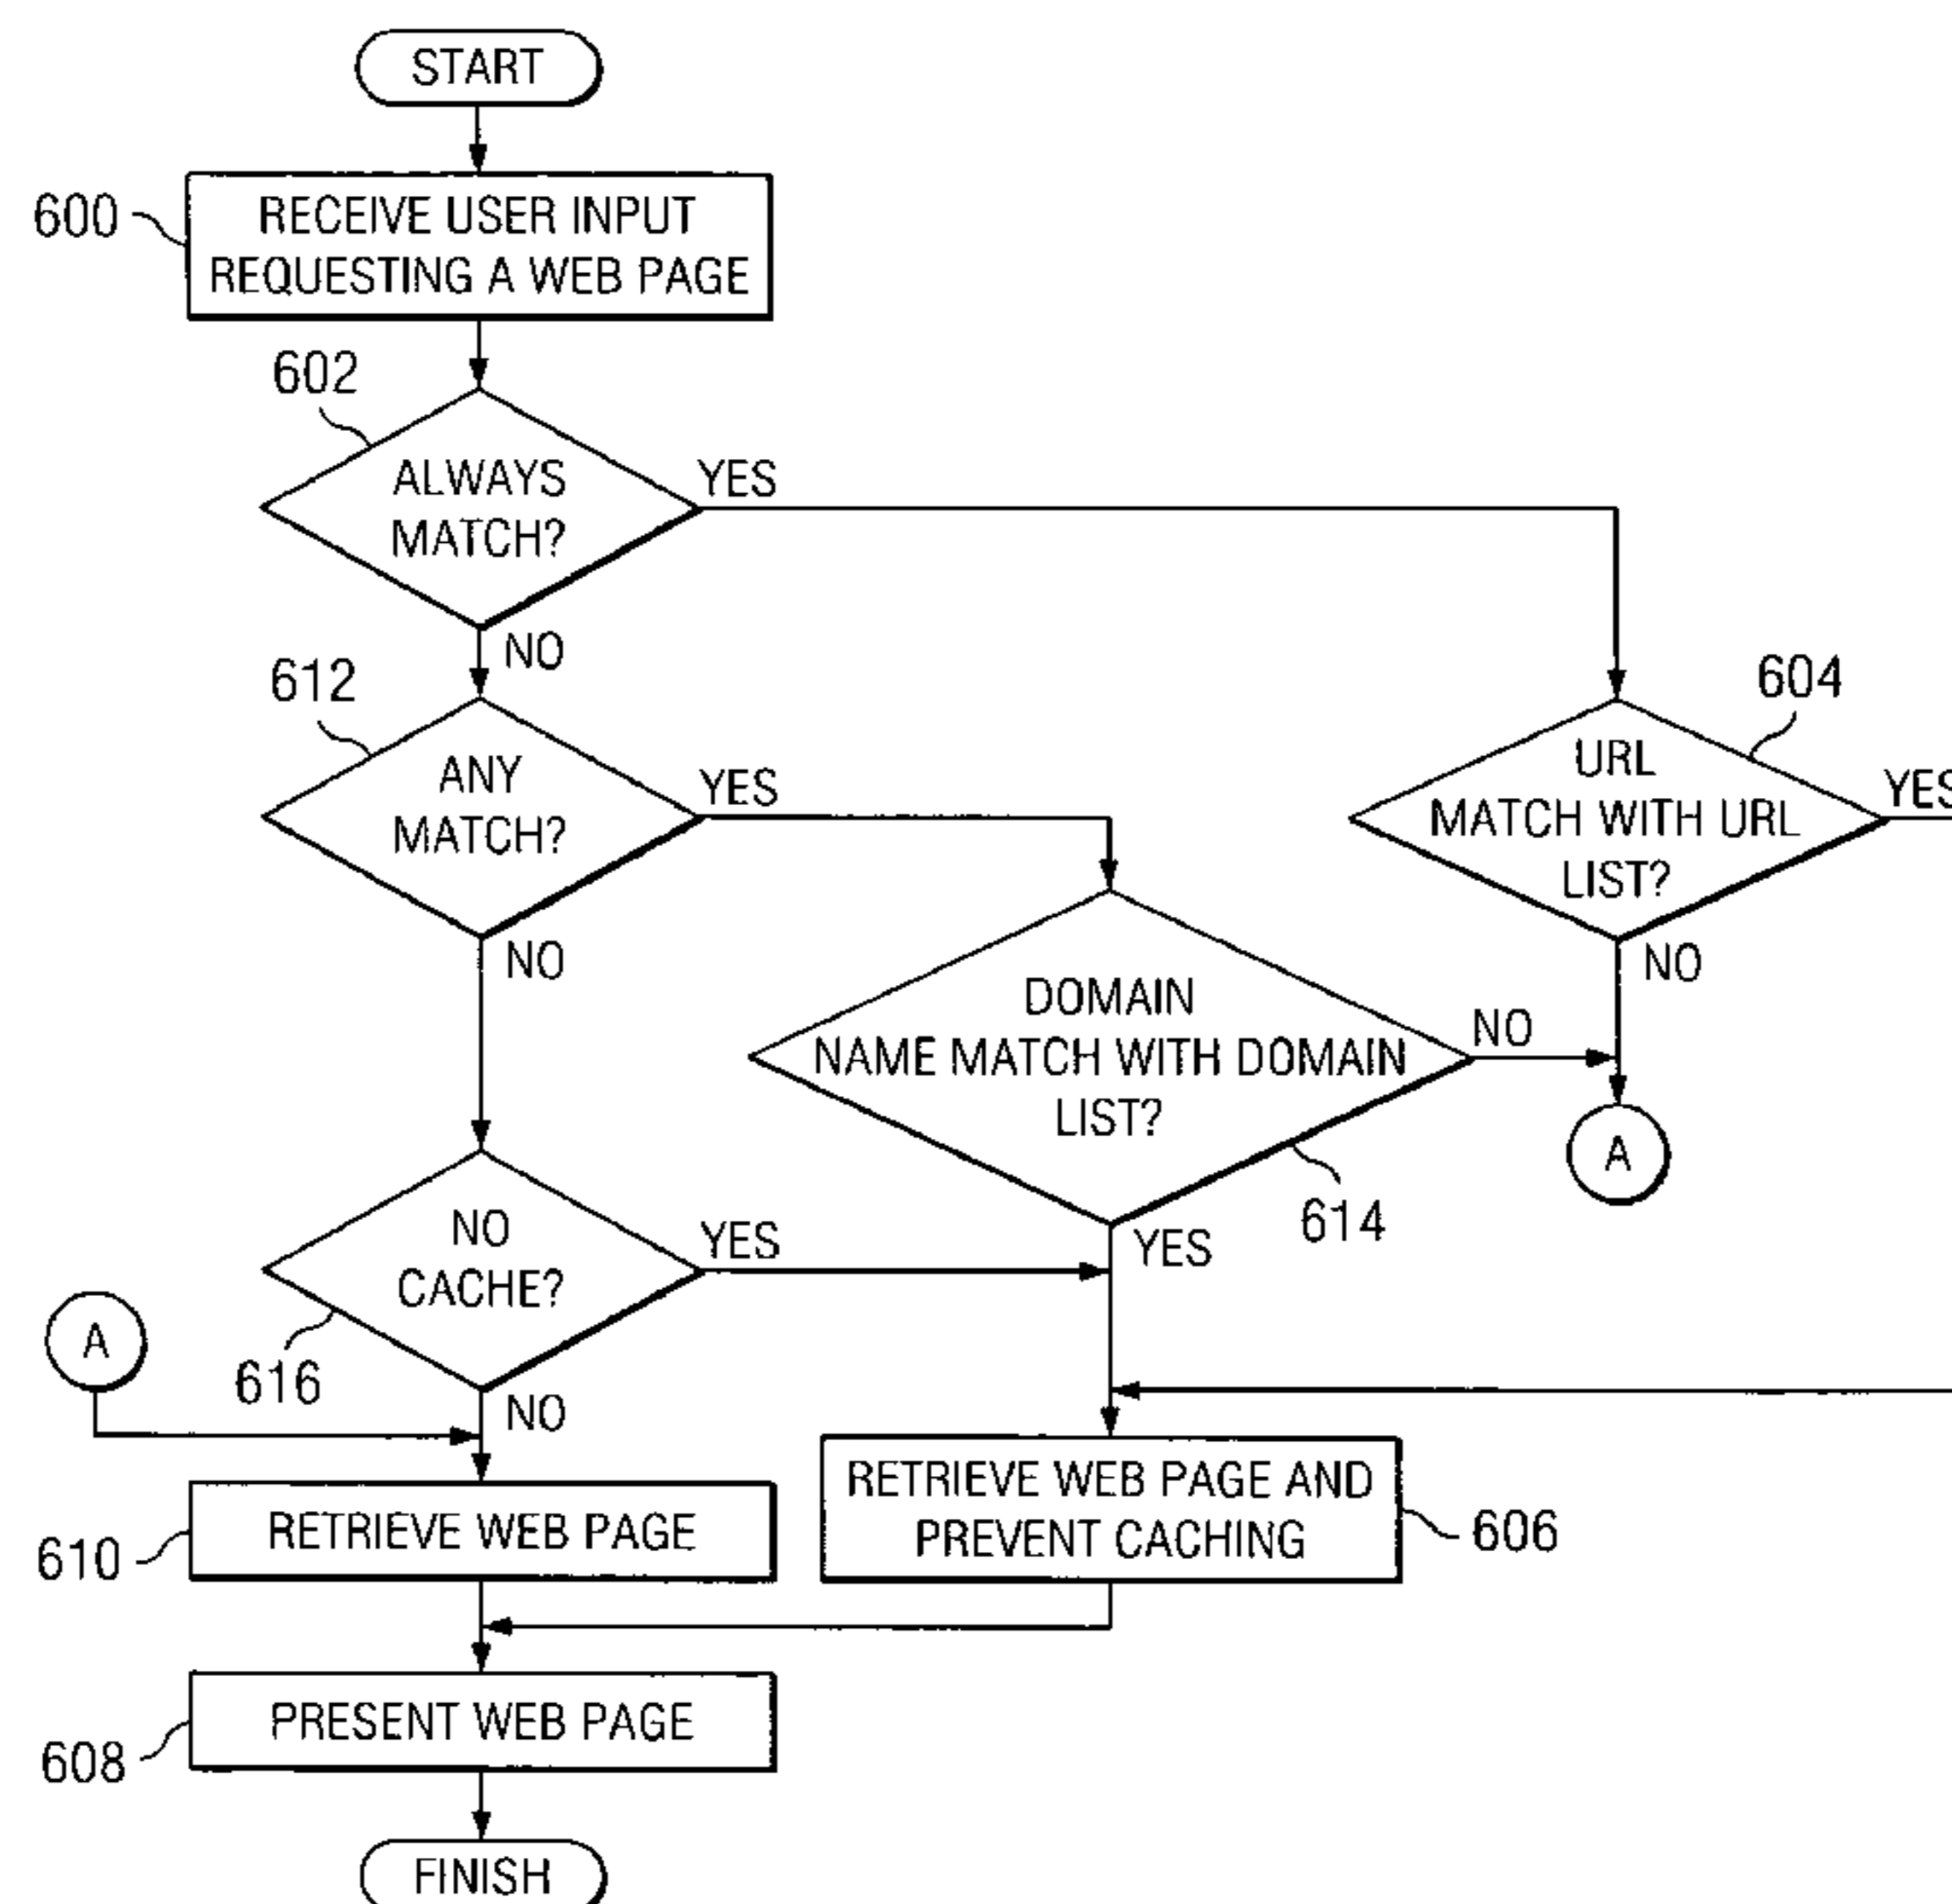 START
600
RECEIVE USER INPUT
REQUESTING A WEB PAGE
602
ALWAYS
MATCH?
YES
NO
612
ANY
MATCH?
YES
NO
604
URL
MATCH WITH URL
LIST?
YES
NO
DOMAIN
NAME MATCH WITH DOMAIN
LIST?
NO
A
614
YES
NO
CACHE?
YES
616
NO
A
RETRIEVE WEB PAGE AND
PREVENT CACHING
606
610
RETRIEVE WEB PAGE
608
PRESENT WEB PAGE
FINISH